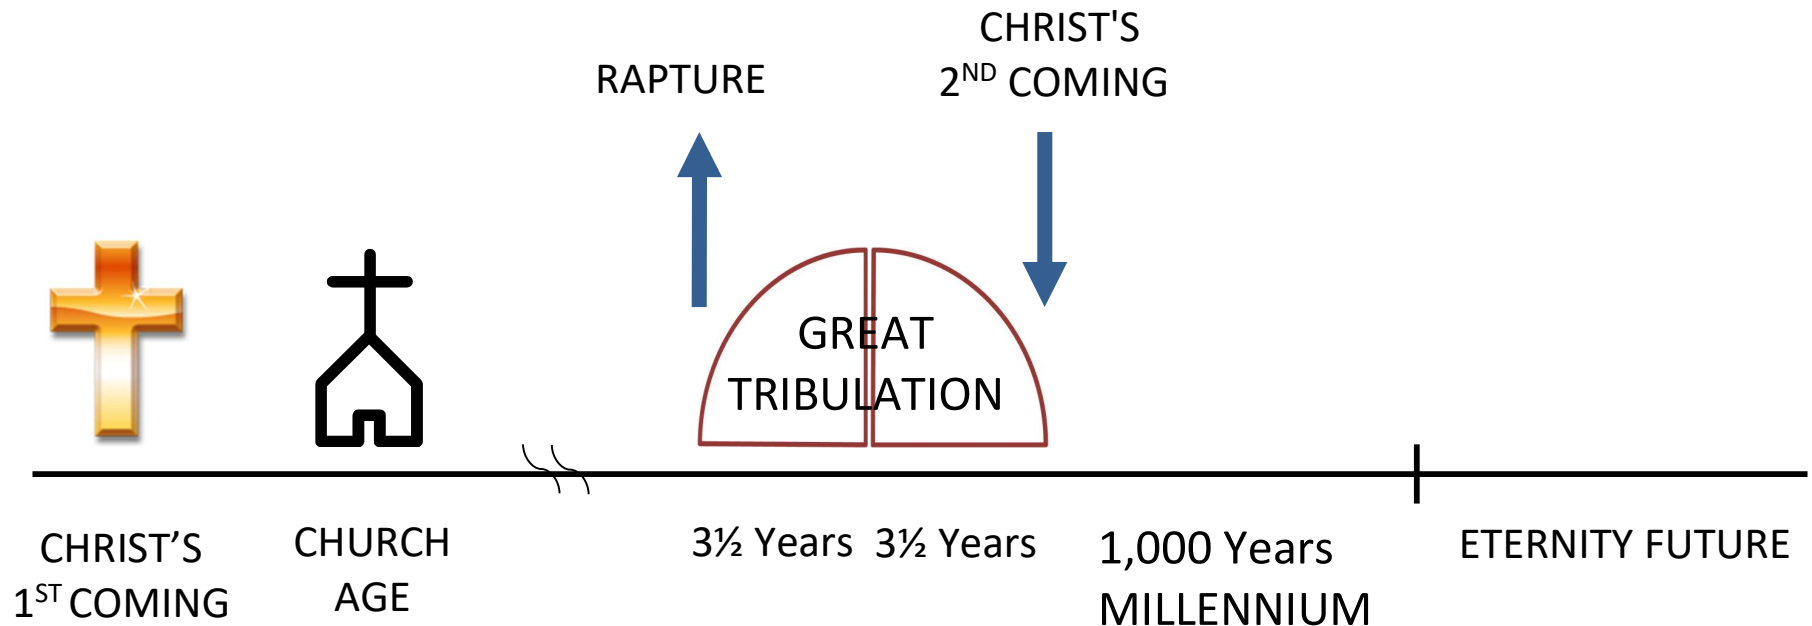 CHRIST'S
2ND COMING
RAPTURE
GREAT
TRIBULATION
CHRIST’S
1ST COMING
CHURCH
AGE
3½ Years
3½ Years
1,000 Years
MILLENNIUM
ETERNITY FUTURE